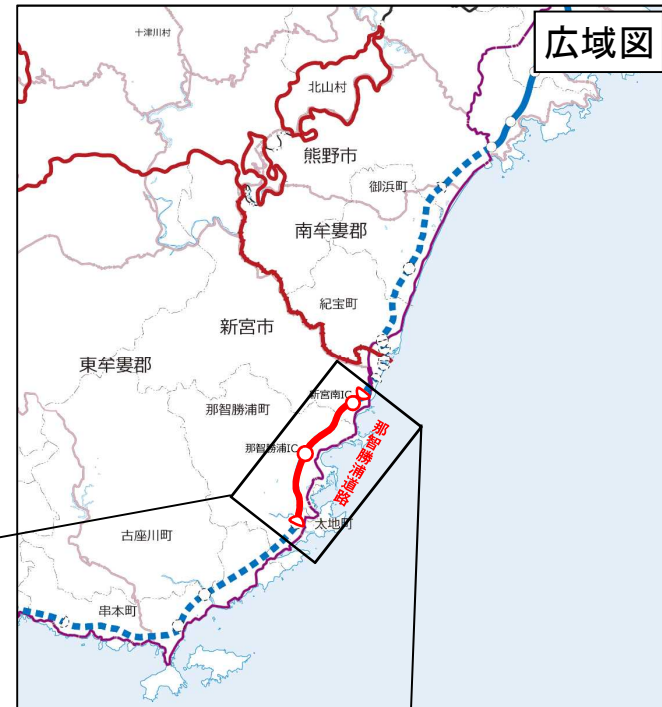 広域図
十津川村
北山村
熊野市
御浜町
南牟婁郡
紀宝町
新宮市
東牟婁郡
新宮南IC
那智勝浦町
那智勝浦道路
那智勝浦IC
太地町
古座川町
串本町